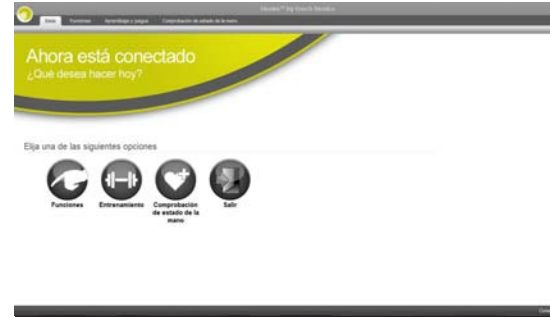 Inicio Funciones Aprendizaje y juegos Comprobación de estado de la mano
Ahora está conectado
¿Qué desea hacer hoy?
Elija una de las siguientes opciones
Funciones
Entrenamiento
Comprobación
de estado de la
mano
Salir